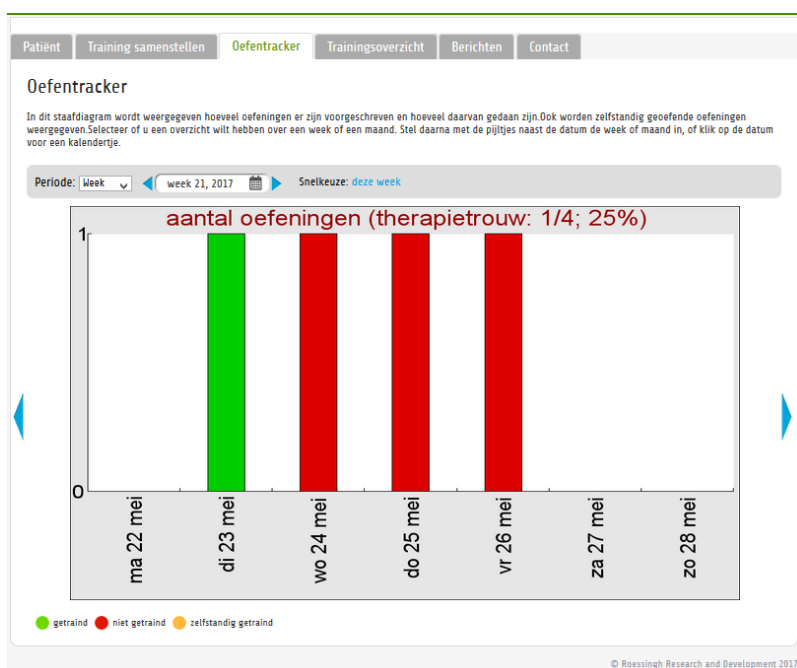 Patiënt Training samenstellen Oefentracker Trainingsoverzicht Berichten Contact
Oefentracker
In dit staafdiagram wordt weergegeven hoeveel oefeningen er zijn voorgeschreven en hoeveel daarvan gedaan zijn.Ook worden zelfstandig geoefende oefeningen
weergegeven.Selecteer of u een overzicht wilt hebben over een week of een maand. Stel daarna met de pijltjes naast de datum de week of maand in, of klik op de datum
voor een kalendertje.
Periode: Week week 21, 2017 Snelkeuze: deze week
aantal oefeningen (therapietrouw: 1/4; 25%)
1
0
ma 22 mei
di 23 mei
wo 24 mei
do 25 mei
vr 26 mei
za 27 mei
zo 28 mei
getraind niet getraind zelfstandig getraind
© Roessingh Research and Development 2017